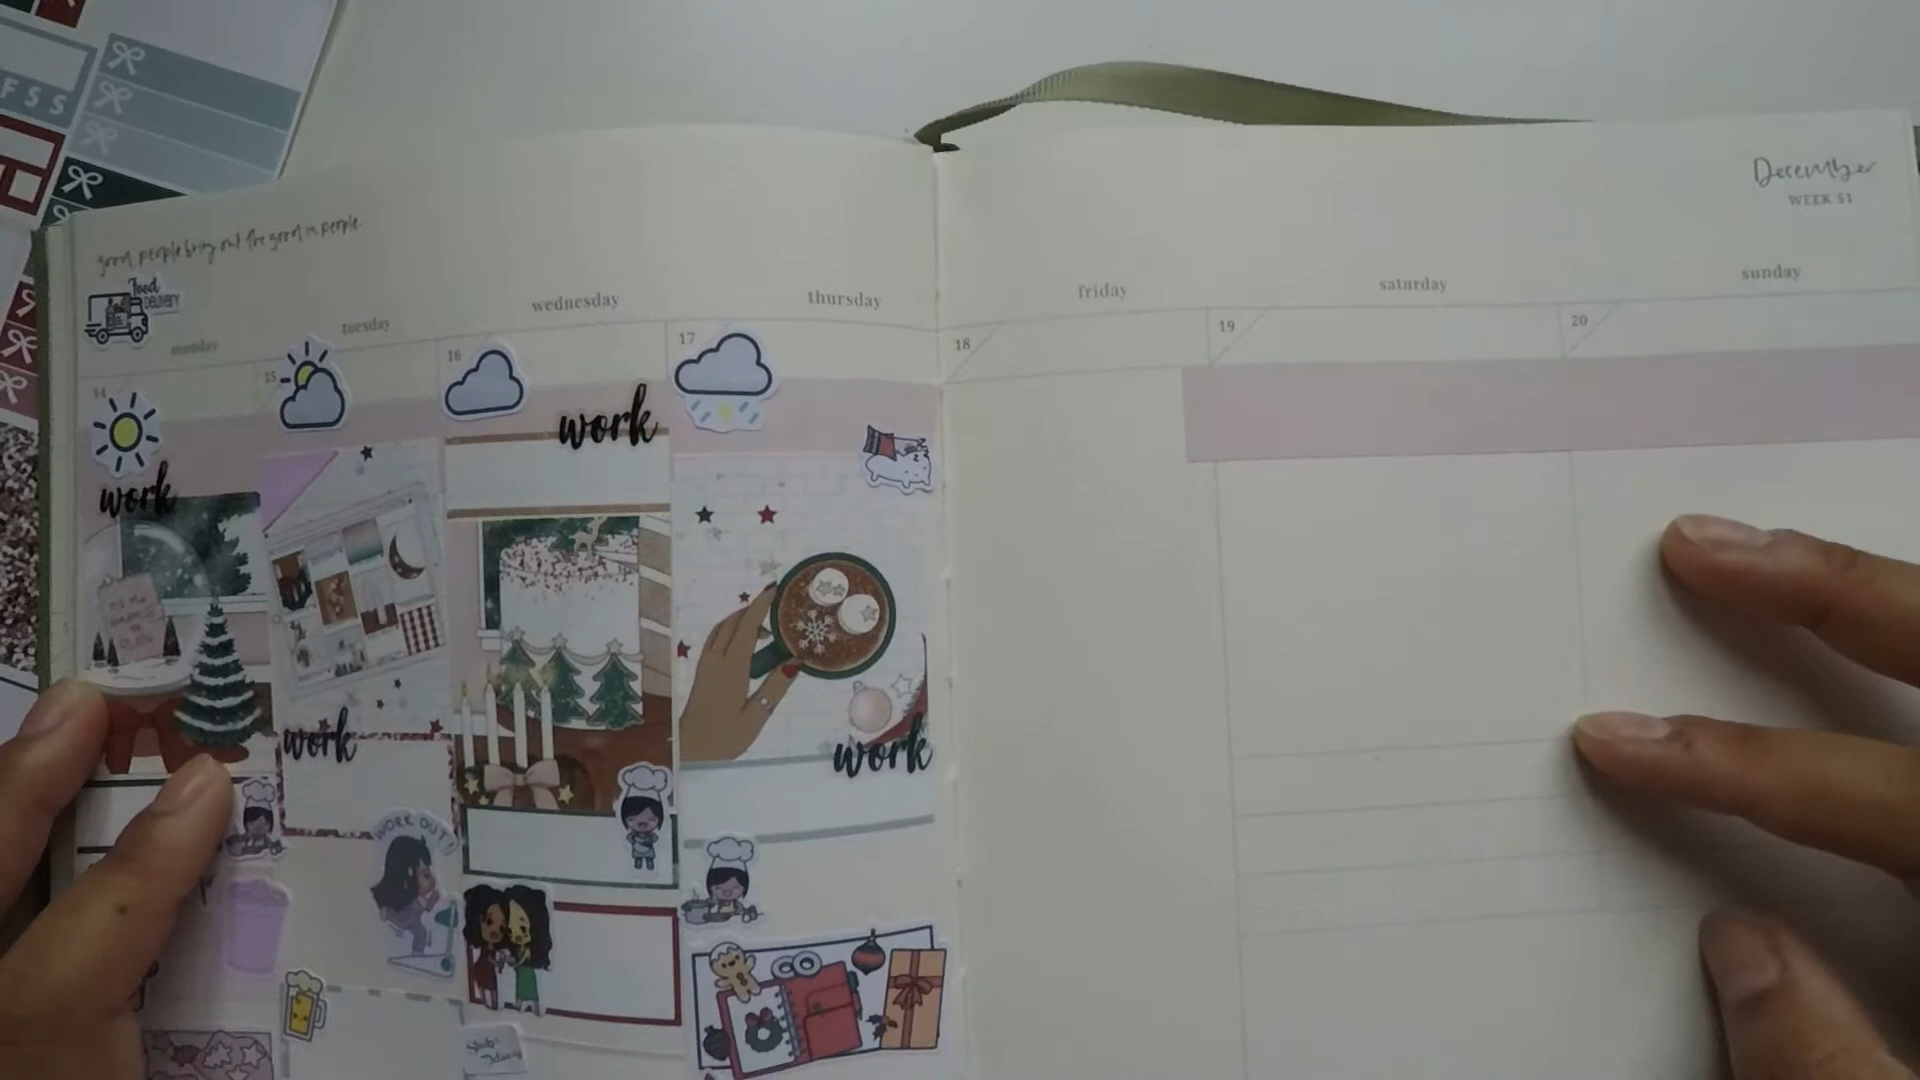 F S S
December
WEEK 51
good people bring out the good in people.
Food
DELIVERY
monday
tuesday
wednesday
thursday
friday
saturday
sunday
14
15
16
17
18
19
20
work
work
work
work
WORK OUT!